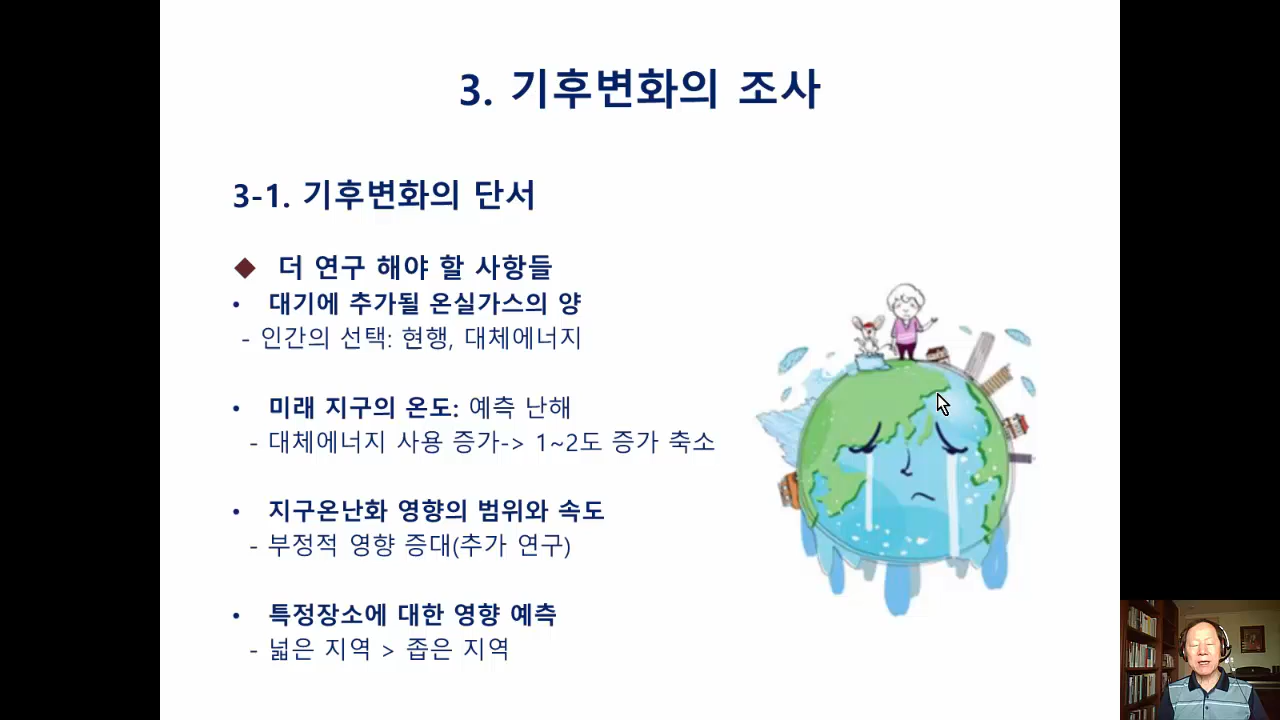 3. 기후변화의 조사
3-1. 기후변화의 단서
◆ 더 연구 해야 할 사항들
• 대기에 추가될 온실가스의 양
- 인간의 선택: 현행, 대체에너지
• 미래 지구의 온도: 예측 난해
- 대체에너지 사용 증가-> 1~2도 증가 축소
• 지구온난화 영향의 범위와 속도
- 부정적 영향 증대(추가 연구)
• 특정장소에 대한 영향 예측
- 넓은 지역 > 좁은 지역